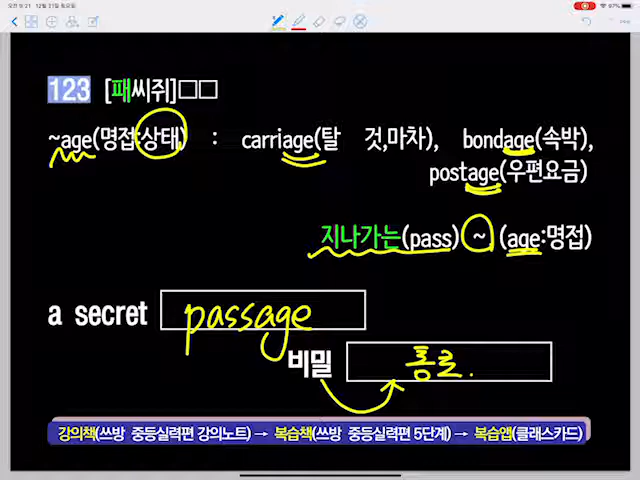 오전 9:21 12월 21일 토요일 97%
123 [패씨쥐]□□
~age(명접:상태) : carriage(탈 것,마차), bondage(속박),
postage(우편요금)
지나가는(pass) ~ (age:명접)
a secret passage
비밀 통로.
강의책(쓰방 중등실력편 강의노트) → 복습책(쓰방 중등실력편 5단계) → 복습앱(클래스카드)